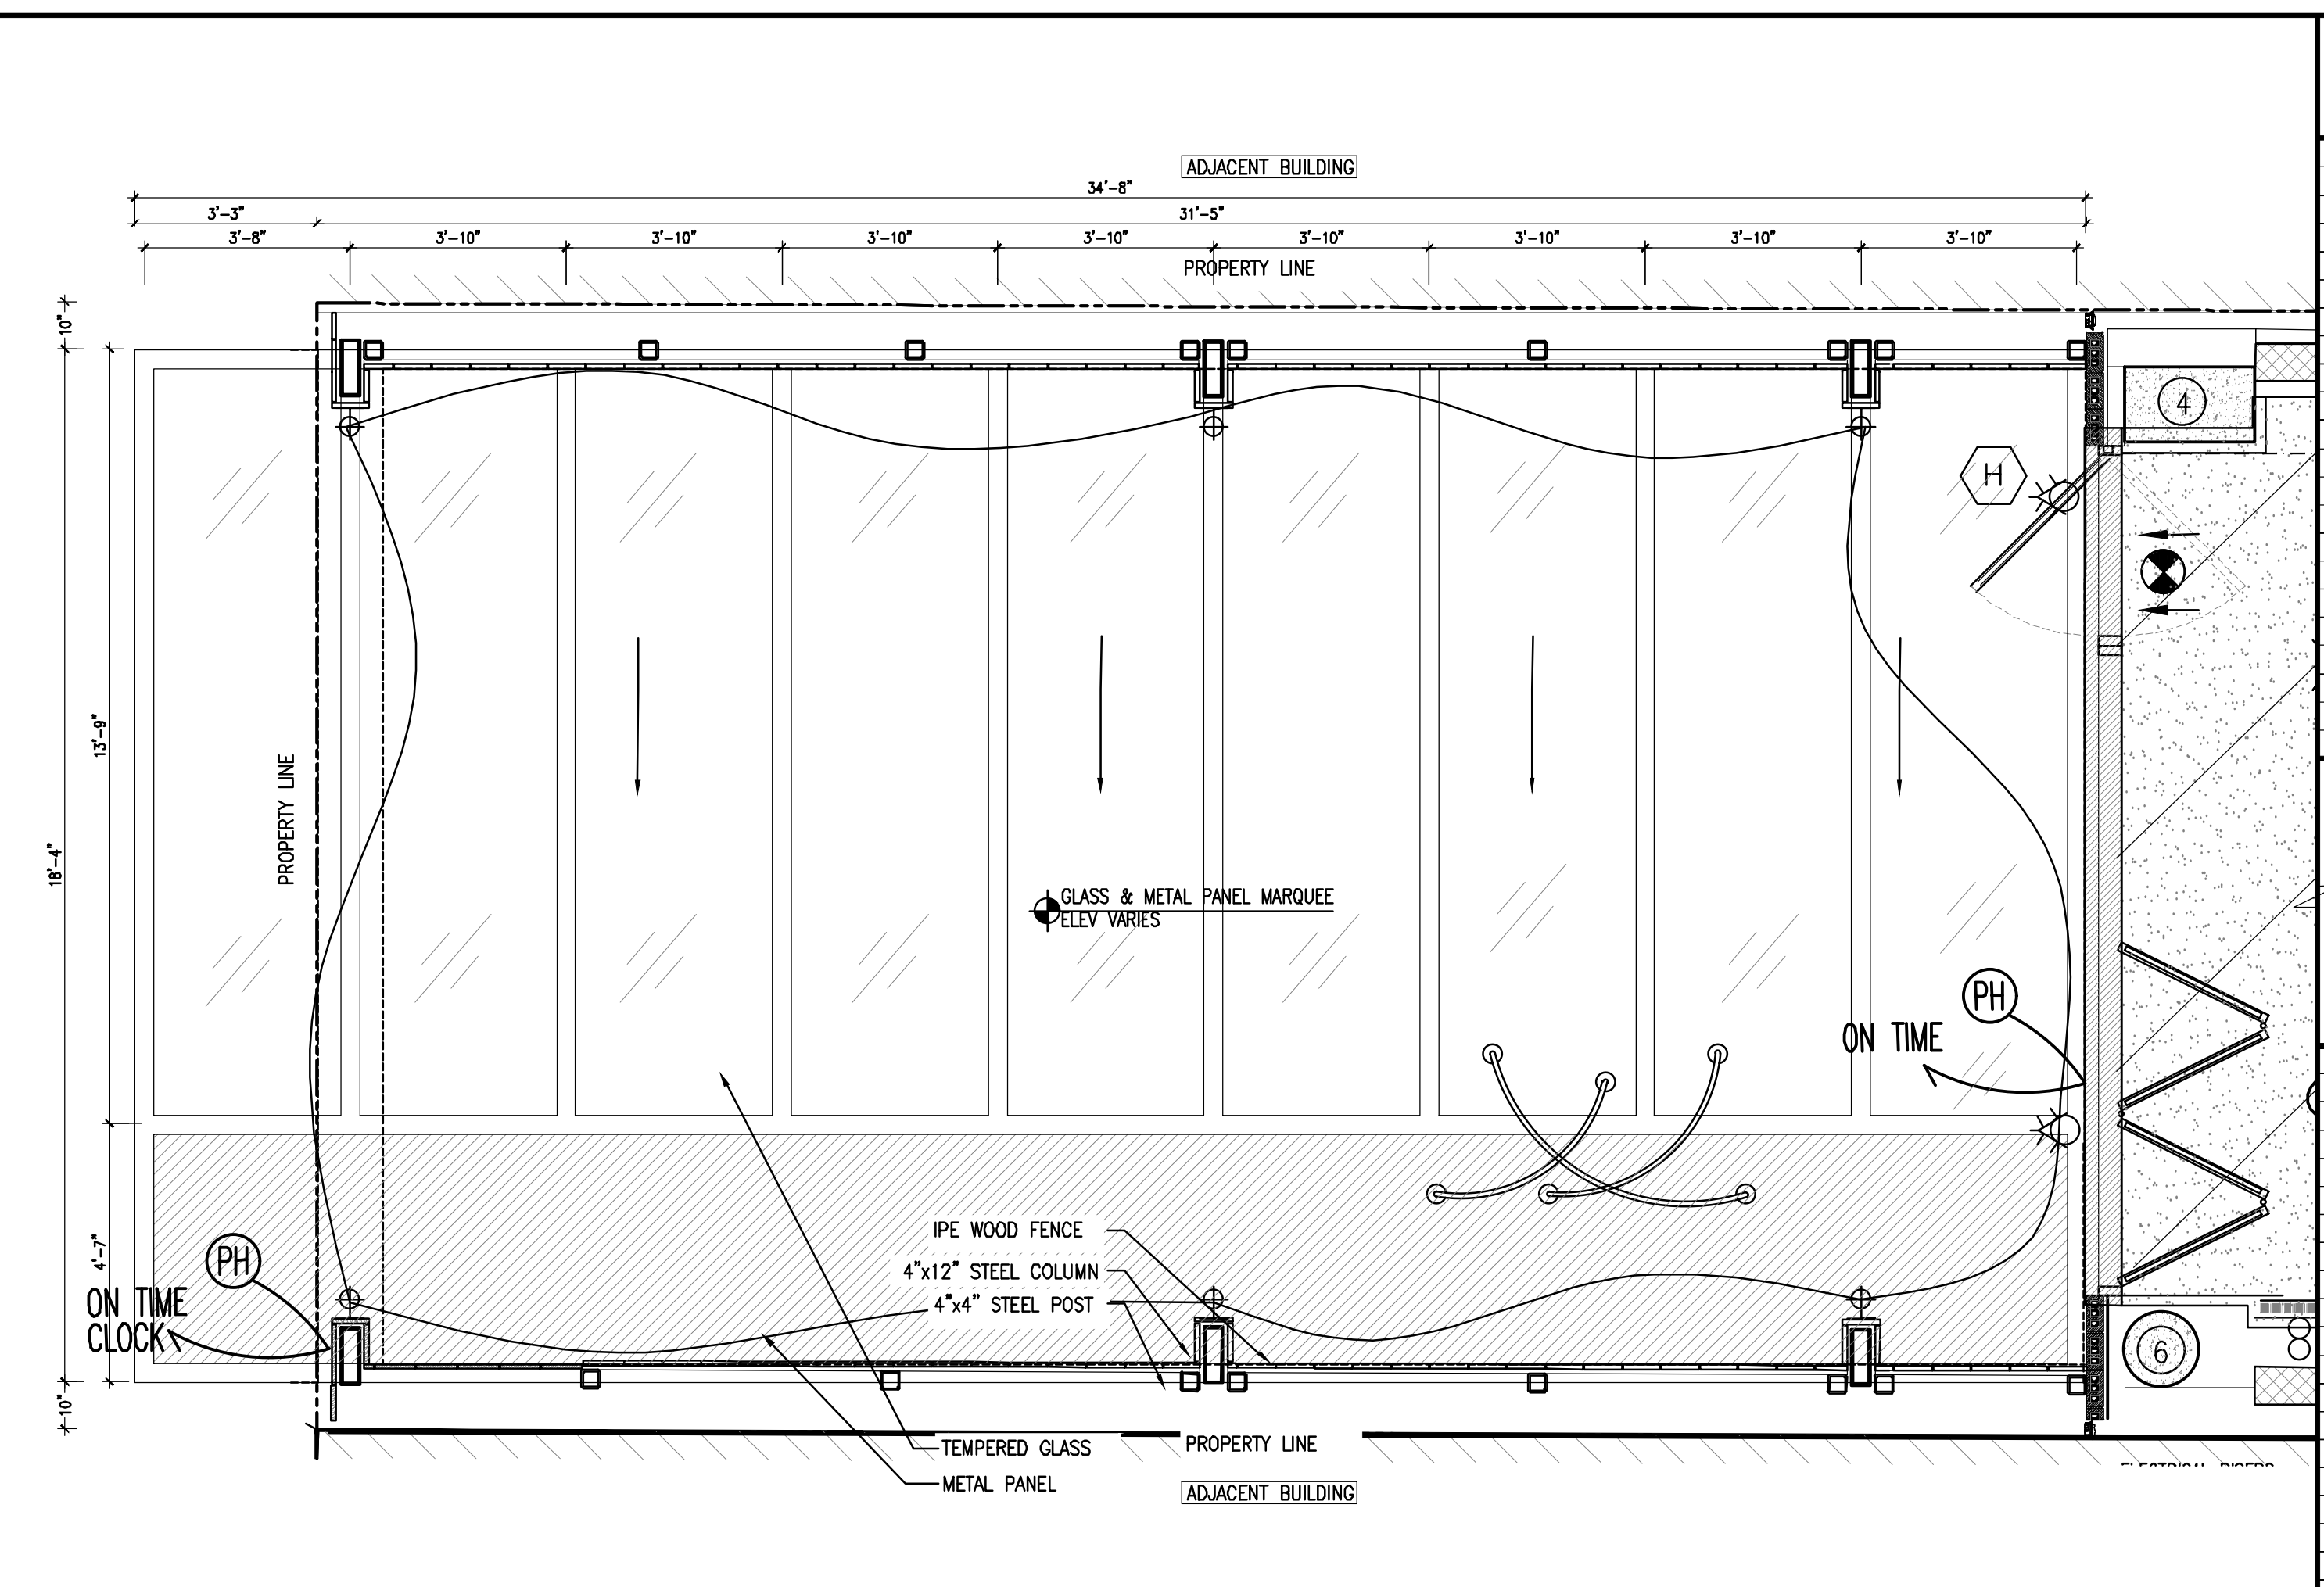 ADJACENT BUILDING
34'-8"
3'-3"
31'-5"
3'-8"
3'-10"
3'-10"
3'-10"
3'-10"
3'-10"
3'-10"
3'-10"
3'-10"
PROPERTY LINE
10"
4
H
13'-9"
18'-4"
PROPERTY LINE
GLASS & METAL PANEL MARQUEE
ELEV VARIES
PH
ON TIME
4'-7"
IPE WOOD FENCE
4"x12" STEEL COLUMN
4"x4" STEEL POST
PH
ON TIME
CLOCK
6
10"
TEMPERED GLASS
PROPERTY LINE
METAL PANEL
ADJACENT BUILDING